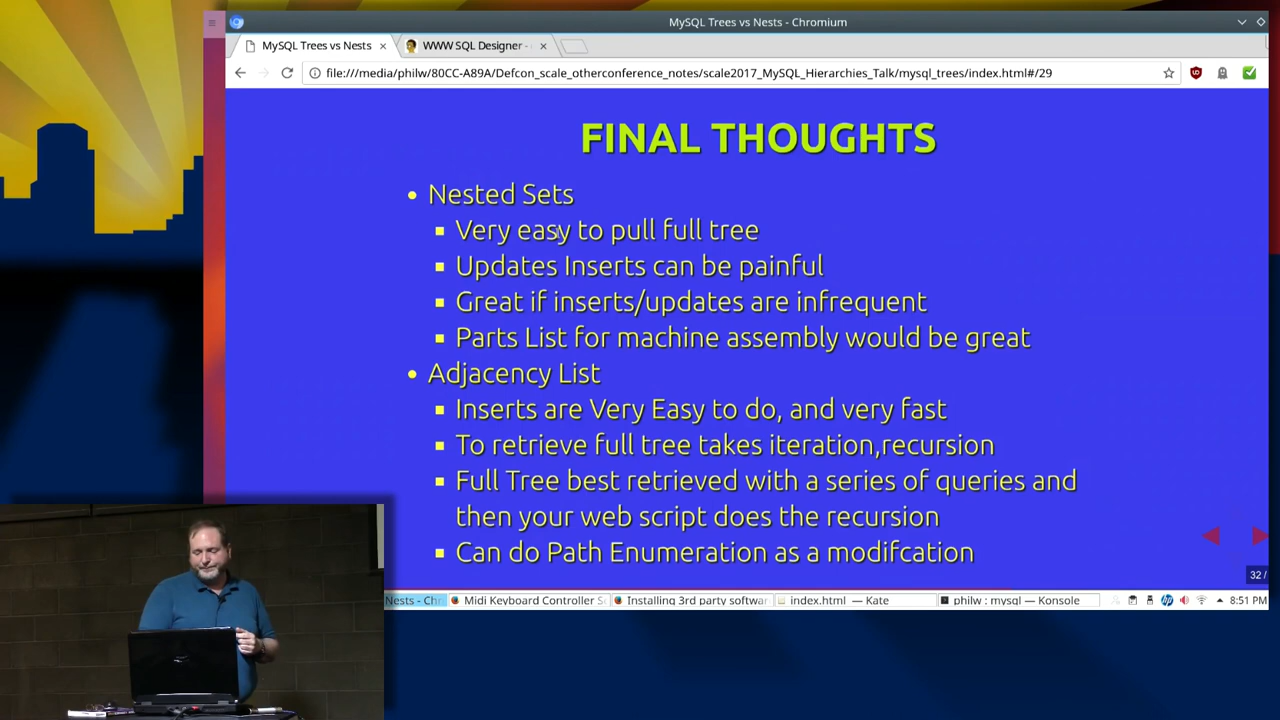 MySQL Trees vs Nests - Chromium
MySQL Trees vs Nests
WWW SQL Designer -
file:///media/philw/80CC-A89A/Defcon_scale_otherconference_notes/scale2017_MySQL_Hierarchies_Talk/mysql_trees/index.html#/29
FINAL THOUGHTS
Nested Sets
Very easy to pull full tree
Updates Inserts can be painful
Great if inserts/updates are infrequent
Parts List for machine assembly would be great
Adjacency List
Inserts are Very Easy to do, and very fast
To retrieve full tree takes iteration,recursion
Full Tree best retrieved with a series of queries and
then your web script does the recursion
Can do Path Enumeration as a modifcation
32 /
Nests - Chr
Midi Keyboard Controller S
Installing 3rd party softwar
index.html — Kate
philw : mysql — Konsole
8:51 PM